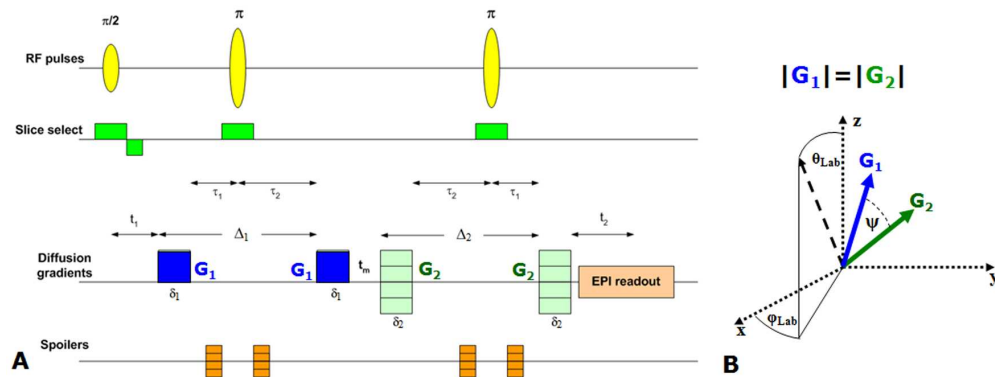 π/2
π
π
RF pulses
Slice select
τ₁
τ₂
τ₂
τ₁
t₁
Δ₁
Δ₂
t₂
Diffusion
gradients
G₁
G₁
tₘ
G₂
G₂
EPI readout
δ₁
δ₁
δ₂
δ₂
Spoilers
A
|G₁|=|G₂|
z
θLab
G₁
G₂
ψ
y
x
φLab
B